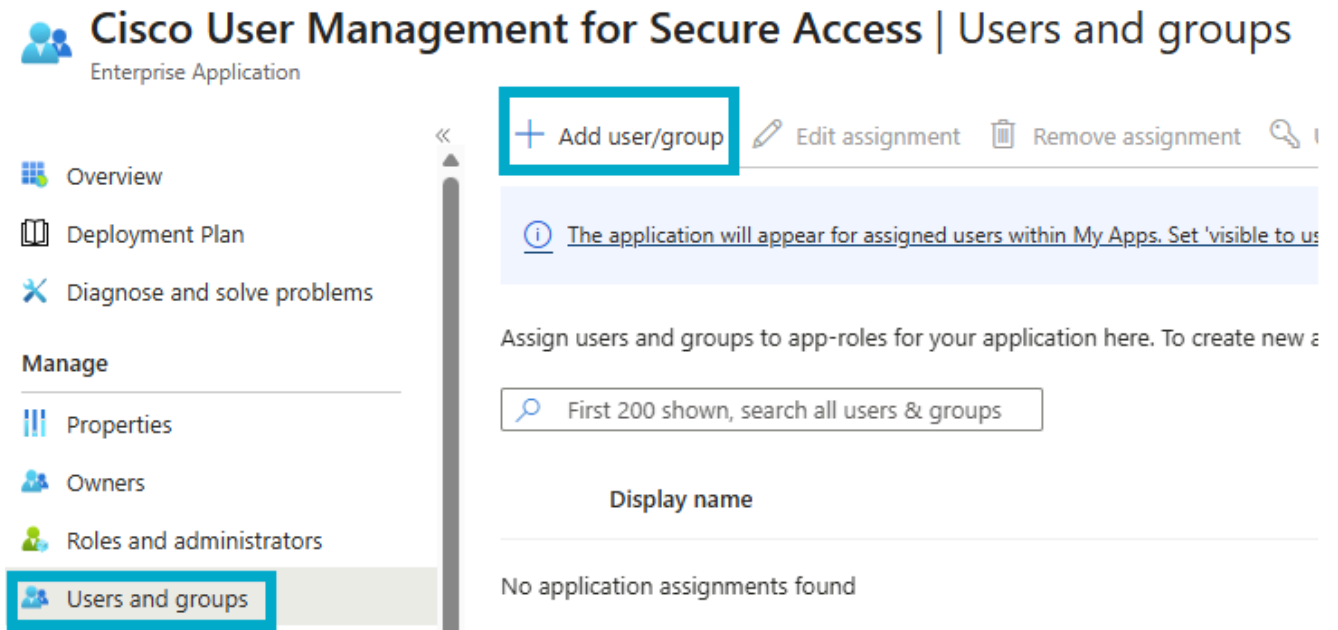 Cisco User Management for Secure Access | Users and groups
Enterprise Application
Overview
Deployment Plan
Diagnose and solve problems
Manage
Properties
Owners
Roles and administrators
Users and groups
Add user/group Edit assignment Remove assignment
The application will appear for assigned users within My Apps. Set 'visible to us
Assign users and groups to app-roles for your application here. To create new a
First 200 shown, search all users & groups
Display name
No application assignments found